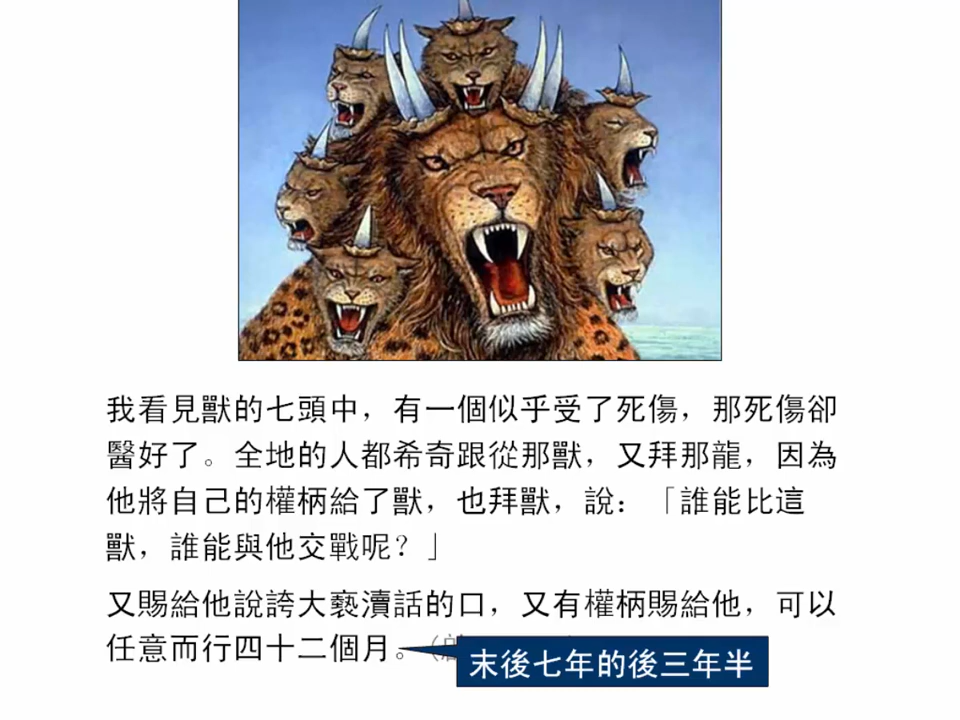 我看見獸的七頭中，有一個似乎受了死傷，那死傷卻
醫好了。全地的人都希奇跟從那獸，又拜那龍，因為
他將自己的權柄給了獸，也拜獸，說：「誰能比這
獸，誰能與他交戰呢？」
又賜給他說誇大褻瀆話的口，又有權柄賜給他，可以
任意而行四十二個月。（
末後七年的後三年半